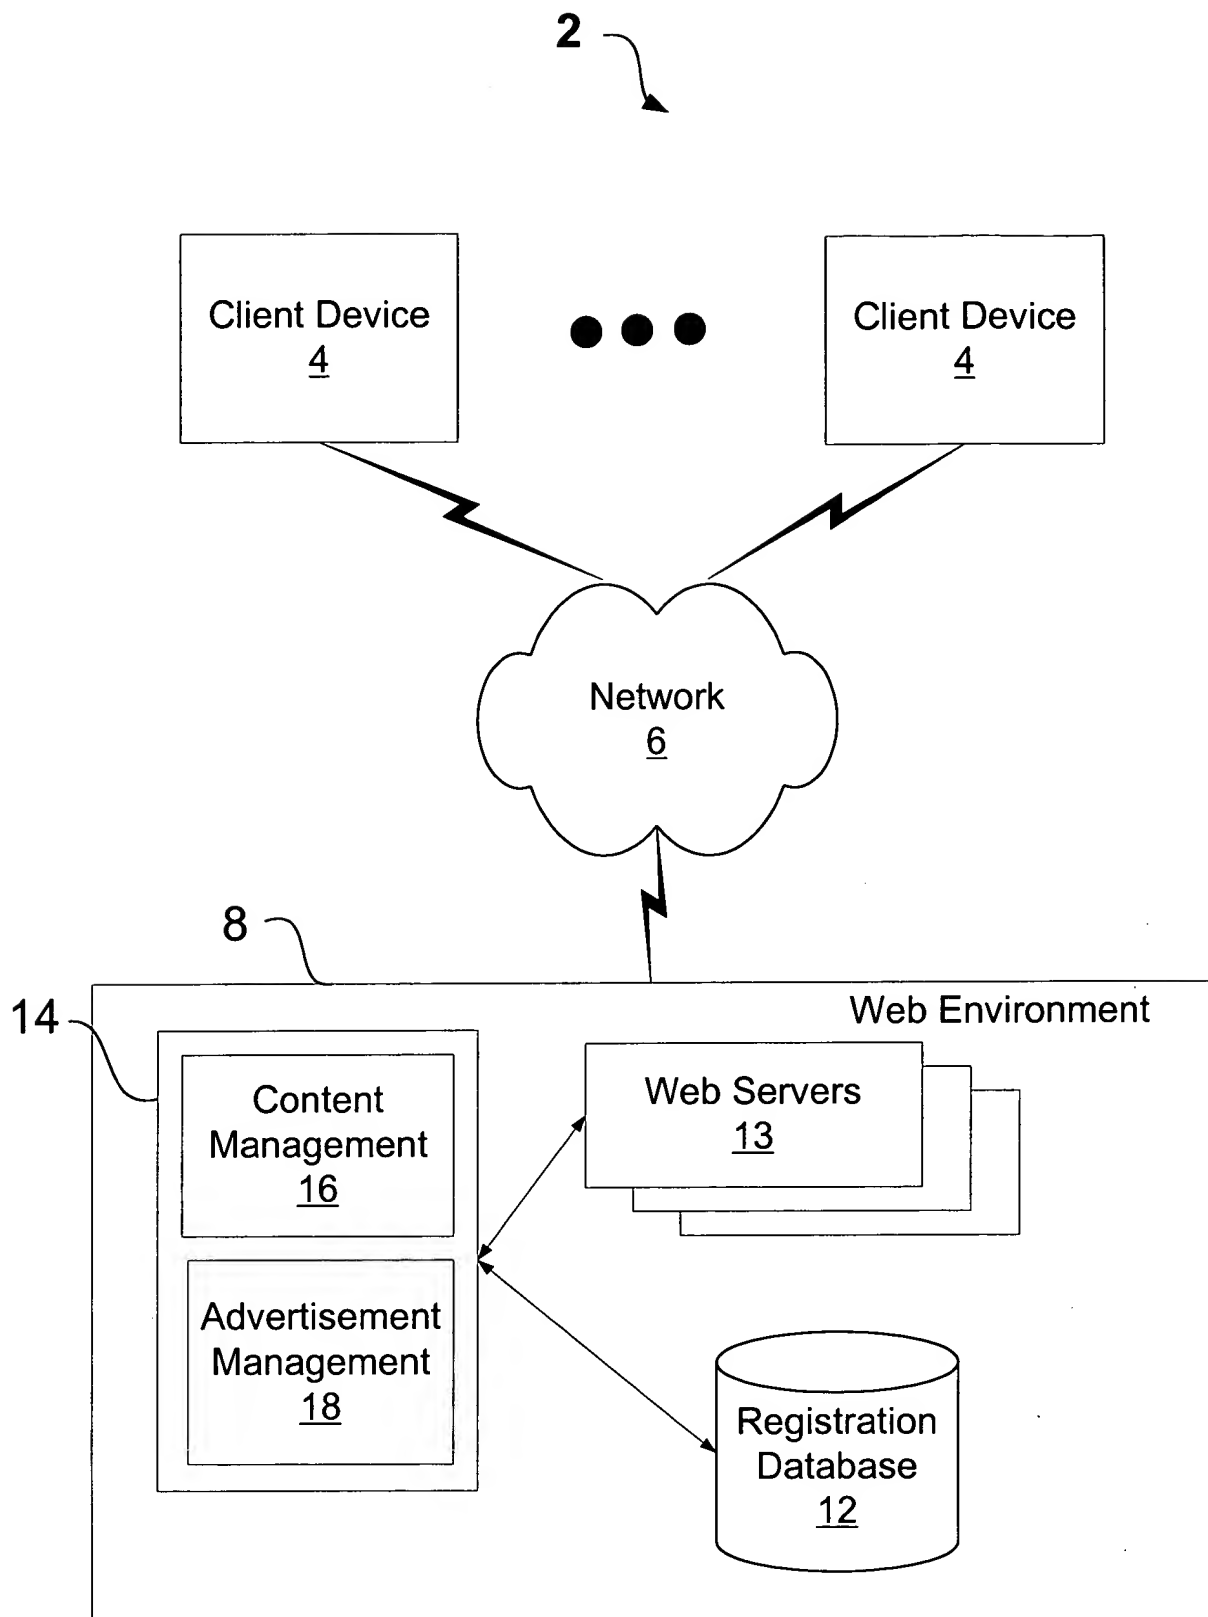 2
Client Device
4
Client Device
4
Network
6
8
14
Web Environment
Content
Management
16
Web Servers
13
Advertisement
Management
18
Registration
Database
12